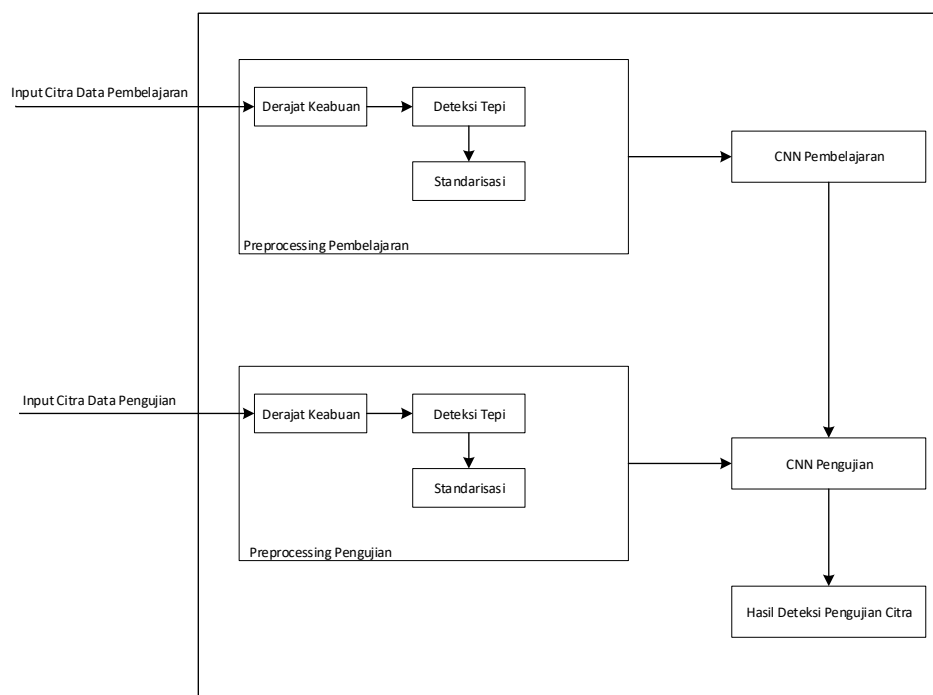 Input Citra Data Pembelajaran
Derajat Keabuan
Deteksi Tepi
Standarisasi
Preprocessing Pembelajaran
CNN Pembelajaran
Input Citra Data Pengujian
Derajat Keabuan
Deteksi Tepi
Standarisasi
Preprocessing Pengujian
CNN Pengujian
Hasil Deteksi Pengujian Citra